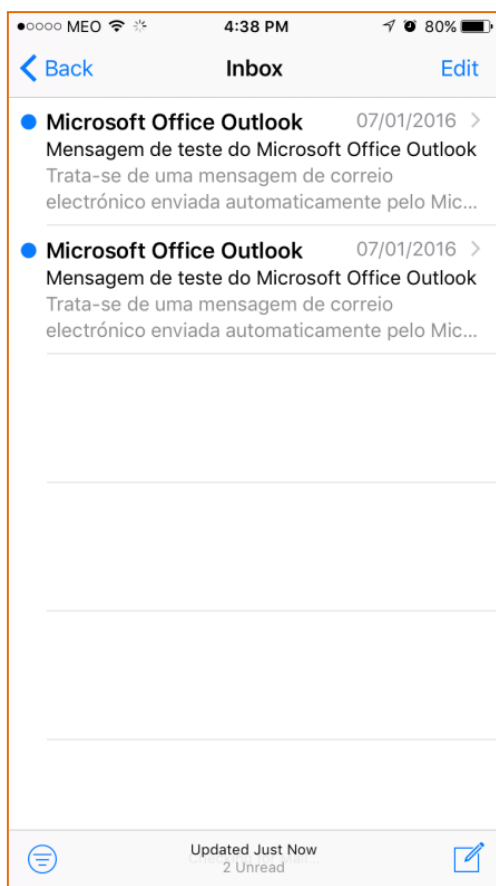 MEO 4:38 PM 80%
Back Inbox Edit
Microsoft Office Outlook 07/01/2016
Mensagem de teste do Microsoft Office Outlook
Trata-se de uma mensagem de correio
electrónico enviada automaticamente pelo Mic...
Microsoft Office Outlook 07/01/2016
Mensagem de teste do Microsoft Office Outlook
Trata-se de uma mensagem de correio
electrónico enviada automaticamente pelo Mic...
Updated Just Now
2 Unread